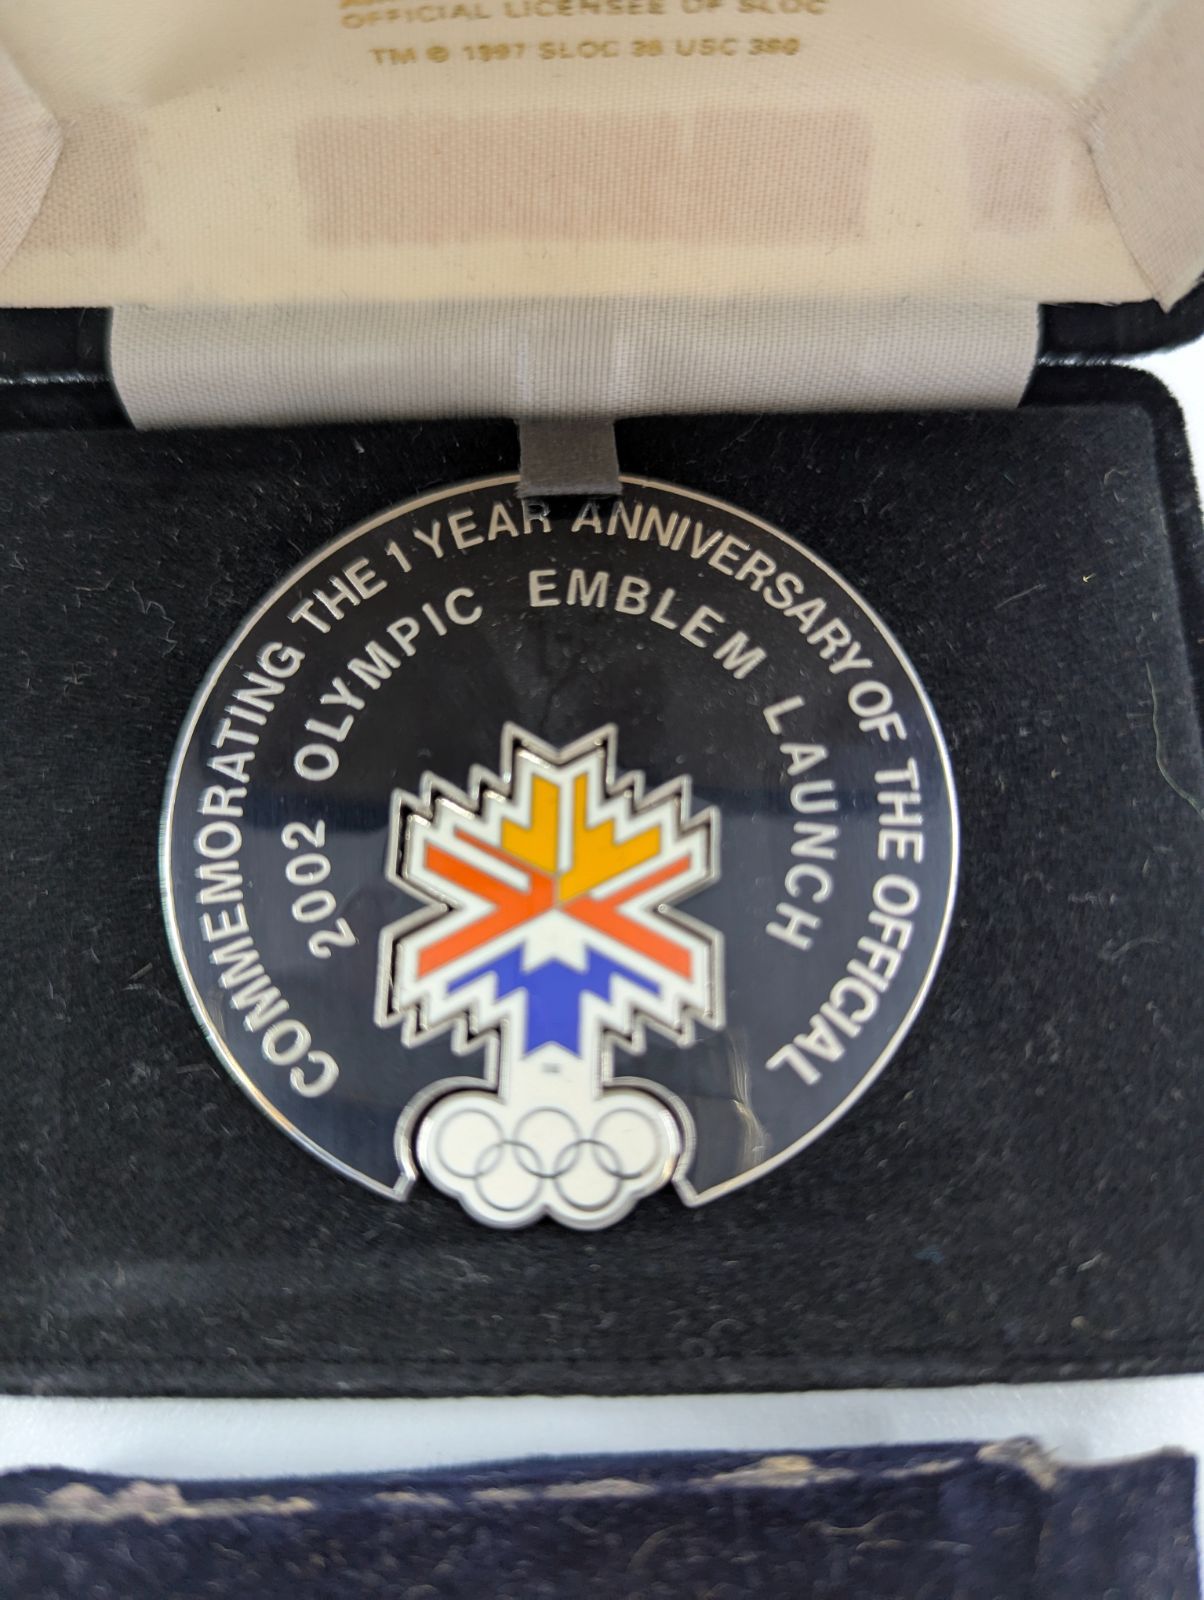 OFFICIAL LICENSEE OF SLOC
TM © 1997 SLOC 36 USC 380
COMMEMORATING THE 1 YEAR ANNIVERSARY OF THE OFFICIAL
2002 OLYMPIC EMBLEM LAUNCH